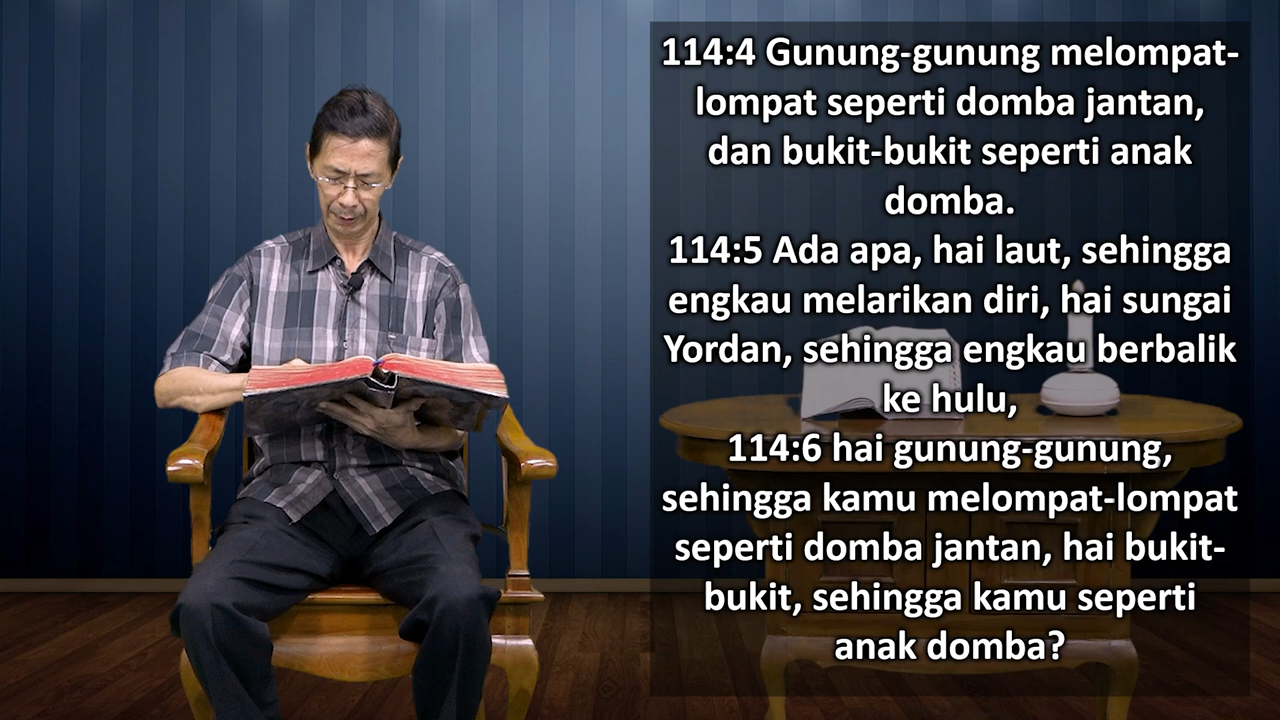 114:4 Gunung-gunung melompat-
lompat seperti domba jantan,
dan bukit-bukit seperti anak
domba.
114:5 Ada apa, hai laut, sehingga
engkau melarikan diri, hai sungai
Yordan, sehingga engkau berbalik
ke hulu,
114:6 hai gunung-gunung,
sehingga kamu melompat-lompat
seperti domba jantan, hai bukit-
bukit, sehingga kamu seperti
anak domba?